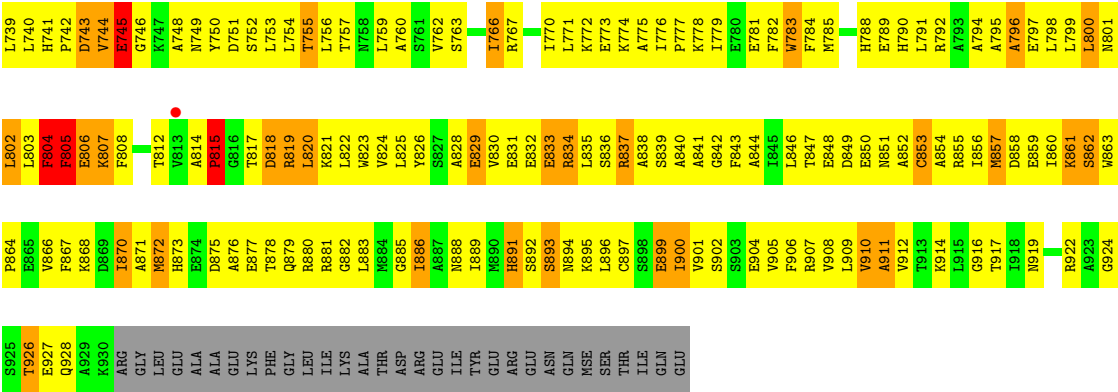 L739 L740 H741 P742 D743 V744 E745 G746 K747 A748 N749 Y750 D751 S752 L753 L754 T755 L756 T757 N758 L759 A760 S761 V762 S763 I766 R767 I770 L771 K772 E773 K774 A775 I776 P777 K778 I779 E780 E781 F782 W783 F784 M785 H788 E789 H790 L791 R792 A793 A794 A795 A796 E797 L798 L799 L800 N801
L802 L803 F804 F805 E806 K807 F808 T812 V813 A814 P815 G816 T817 D818 R819 L820 K821 L822 W823 V824 L825 Y826 S827 A828 E829 V830 E831 E832 E833 R834 L835 S836 R837 A838 S839 A840 A841 G842 F843 A844 I845 L846 T847 E848 D849 E850 N851 A852 C853 A854 R855 I856 M857 D858 E859 I860 K861 S862 W863
P864 E865 V866 F867 K868 D869 I870 A871 M872 H873 E874 D875 A876 E877 T878 Q879 R880 R881 G882 L883 M884 G885 I886 A887 N888 I889 M890 H891 S892 S893 N894 K895 L896 C897 S898 E899 I900 V901 S902 S903 E904 V905 F906 R907 V908 L909 V910 A911 V912 T913 K914 L915 G916 T917 I918 N919 R922 A923 G924
S925 T926 E927 Q928 A929 K930 ARG GLY LEU GLU ALA ALA GLU LYS PHE GLY LEU ILE LYS ALA THR ASP ARG GLU ILE TYR GLU ARG GLU ASN GLN MSE SER THR ILE GLN GLU